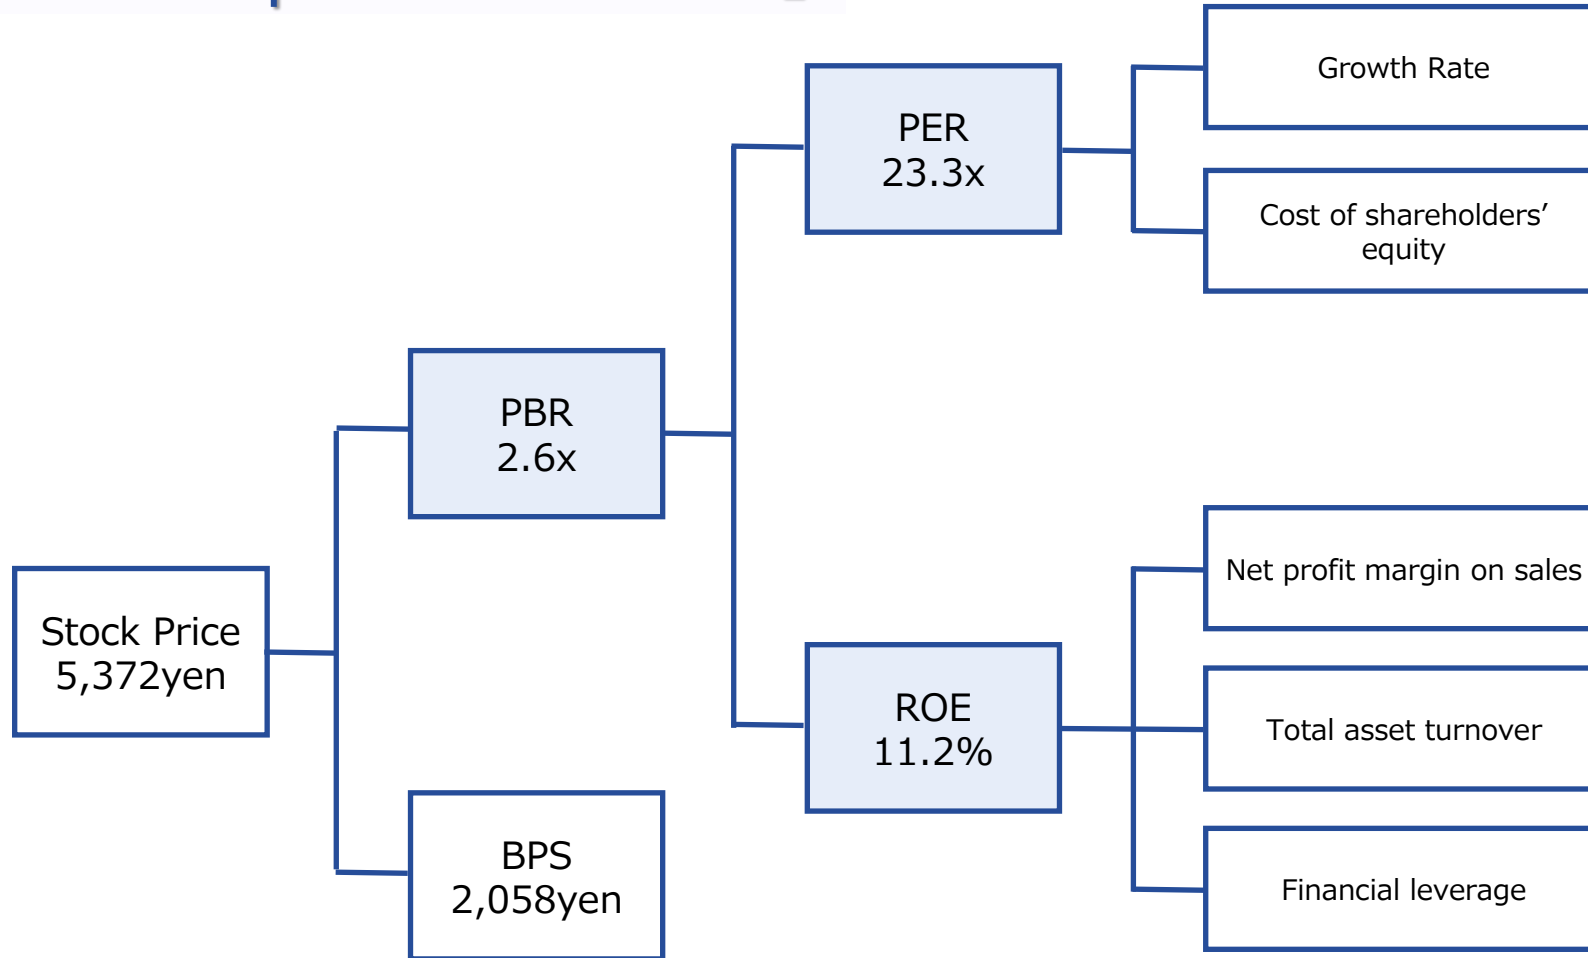 Growth Rate
PER
23.3x
Cost of shareholders’
equity
PBR
2.6x
Net profit margin on sales
Stock Price
5,372yen
ROE
11.2%
Total asset turnover
BPS
2,058yen
Financial leverage